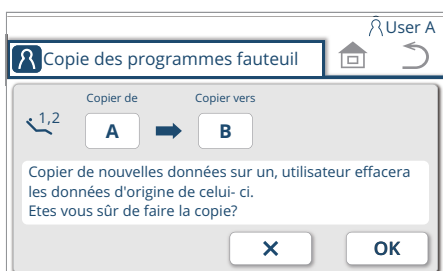 User A
Copie des programmes fauteuil
Copier de Copier vers
1,2 A B
Copier de nouvelles données sur un, utilisateur effacera
les données d'origine de celui- ci.
Etes vous sûr de faire la copie?
OK